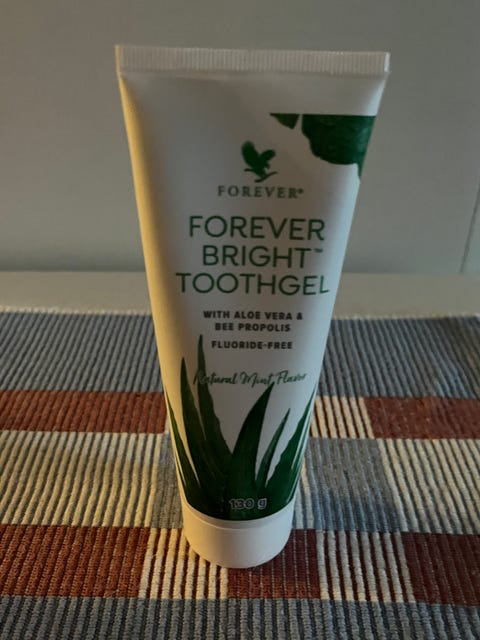 FOREVER®
FOREVER
BRIGHT™
TOOTHGEL
WITH ALOE VERA &
BEE PROPOLIS
FLUORIDE-FREE
Natural Mint Flavor
130 g